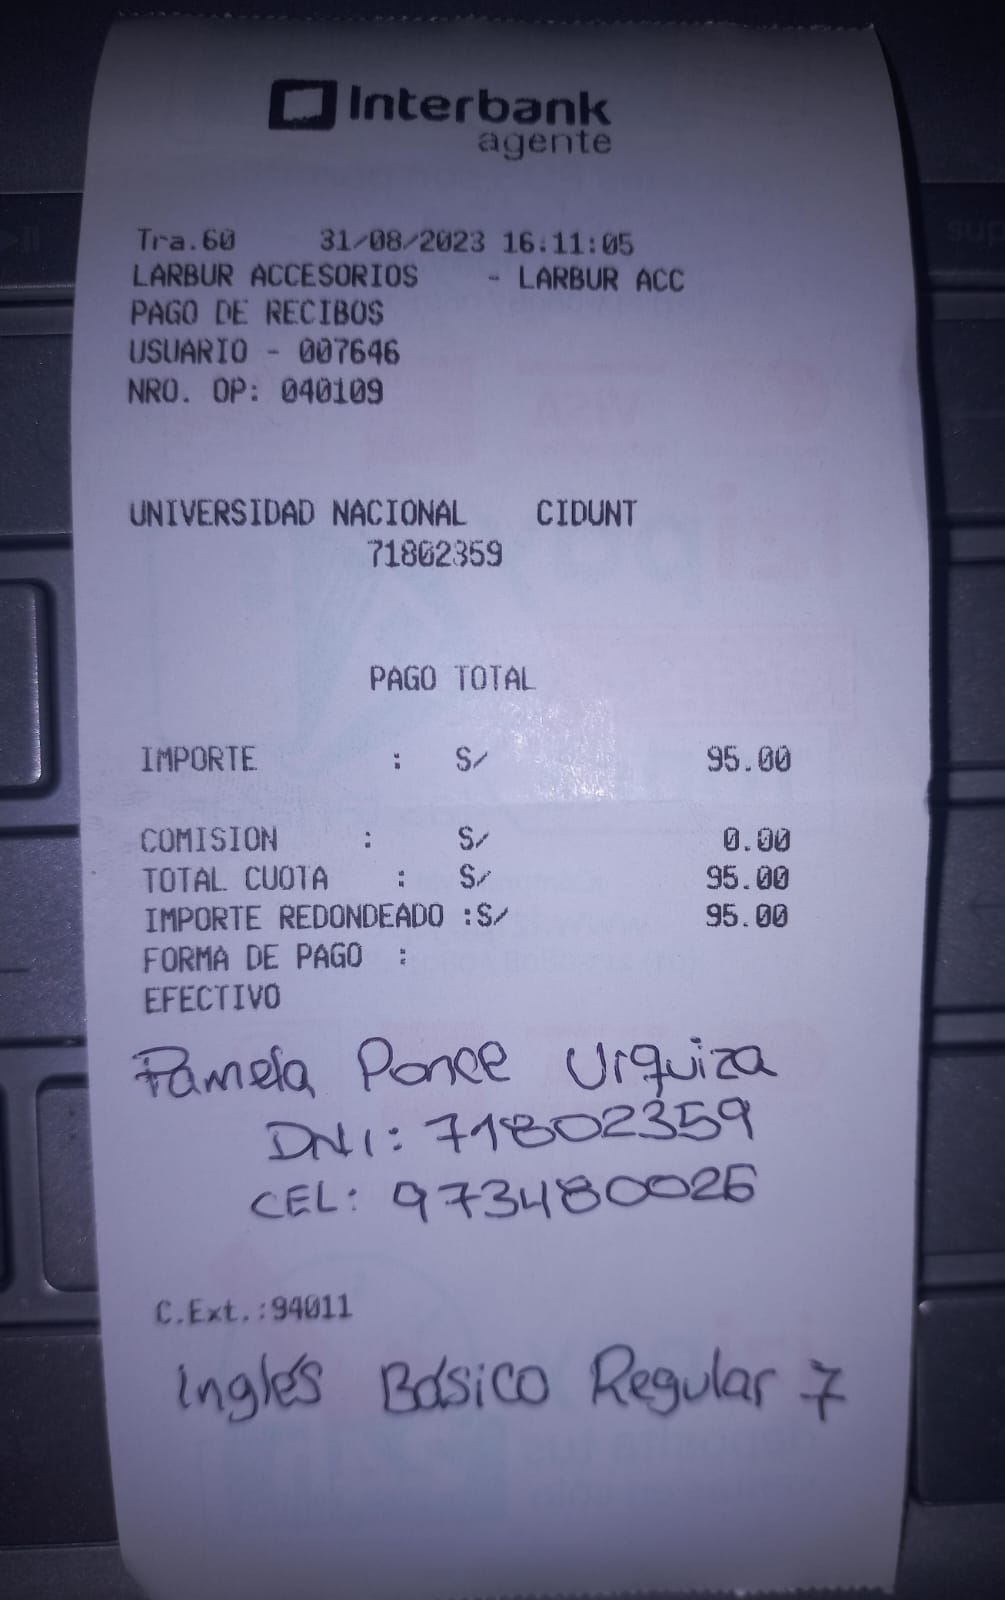 Interbank
agente
Tra.60 31/08/2023 16:11:05
LARBUR ACCESORIOS - LARBUR ACC
PAGO DE RECIBOS
USUARIO - 007646
NRO. OP: 040109
UNIVERSIDAD NACIONAL CIDUNT
71802359
PAGO TOTAL
IMPORTE : S/ 95.00
COMISION : S/ 0.00
TOTAL CUOTA : S/ 95.00
IMPORTE REDONDEADO :S/ 95.00
FORMA DE PAGO :
EFECTIVO
Pamela Ponce Urquiza
DNI: 71802359
CEL: 973480026
C.Ext.:94011
Inglés Básico Regular 7